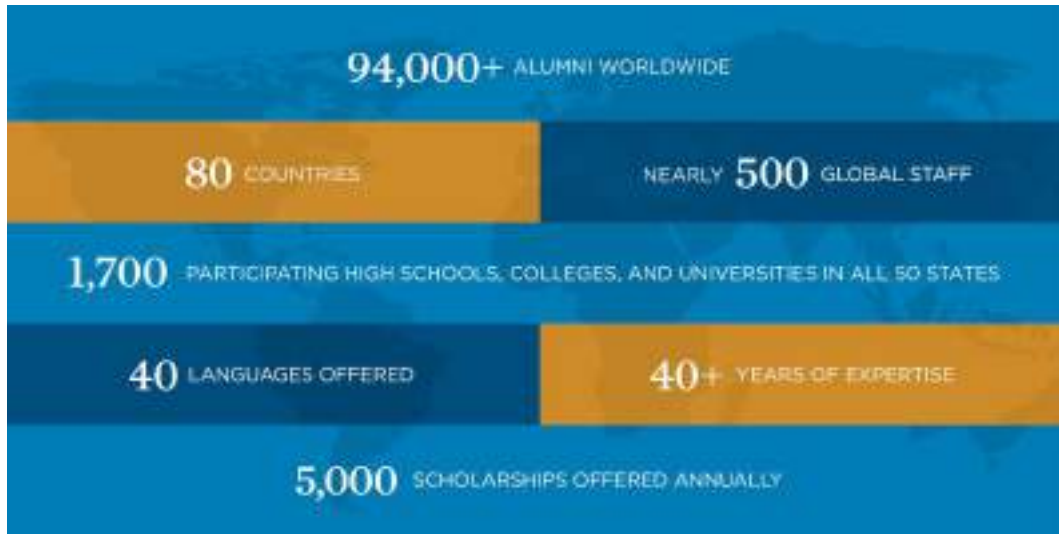 94,000+ ALUMNI WORLDWIDE
80 COUNTRIES
NEARLY 500 GLOBAL STAFF
1,700 PARTICIPATING HIGH SCHOOLS, COLLEGES, AND UNIVERSITIES IN ALL 50 STATES
40 LANGUAGES OFFERED
40+ YEARS OF EXPERTISE
5,000 SCHOLARSHIPS OFFERED ANNUALLY